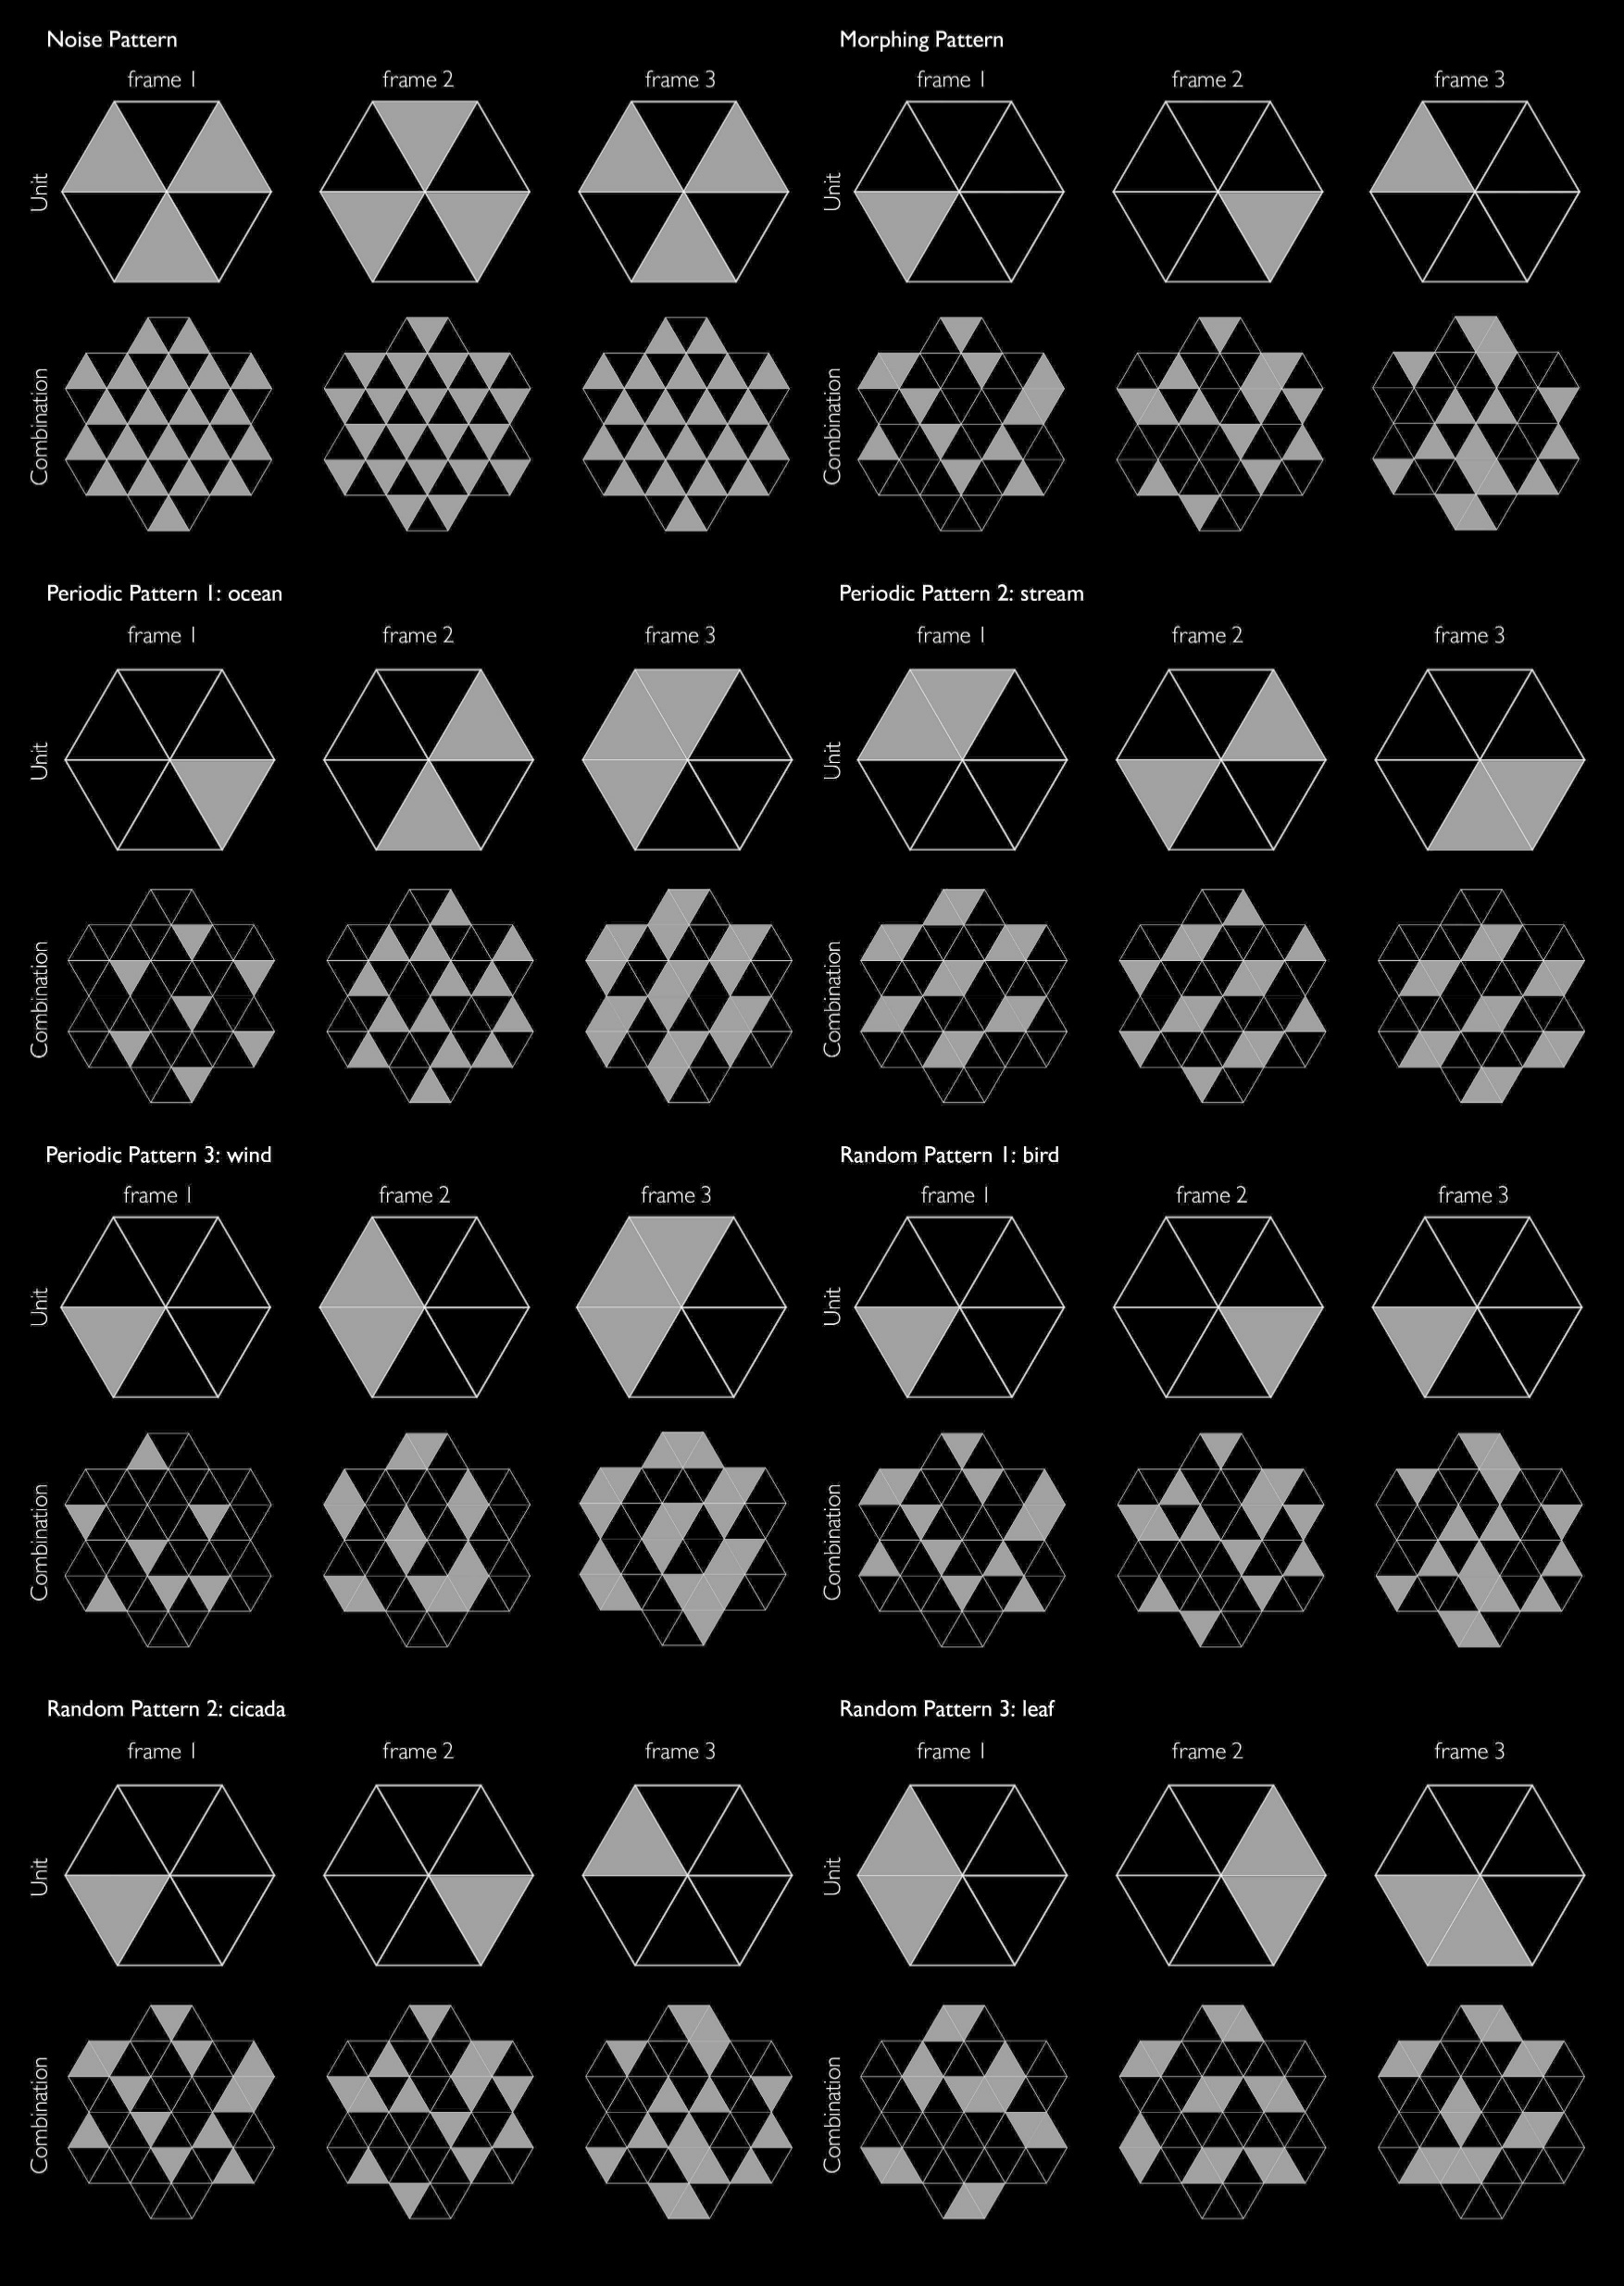 Noise Pattern
frame 1 frame 2 frame 3
Unit
Combination
Morphing Pattern
frame 1 frame 2 frame 3
Unit
Combination
Periodic Pattern 1: ocean
frame 1 frame 2 frame 3
Unit
Combination
Periodic Pattern 2: stream
frame 1 frame 2 frame 3
Unit
Combination
Periodic Pattern 3: wind
frame 1 frame 2 frame 3
Unit
Combination
Random Pattern 1: bird
frame 1 frame 2 frame 3
Unit
Combination
Random Pattern 2: cicada
frame 1 frame 2 frame 3
Unit
Combination
Random Pattern 3: leaf
frame 1 frame 2 frame 3
Unit
Combination